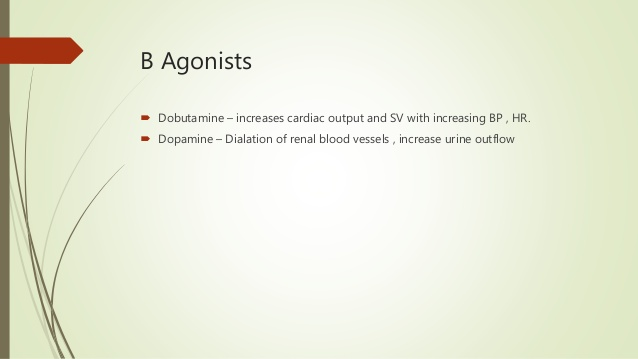 B Agonists
Dobutamine – increases cardiac output and SV with increasing BP , HR.
Dopamine – Dialation of renal blood vessels , increase urine outflow